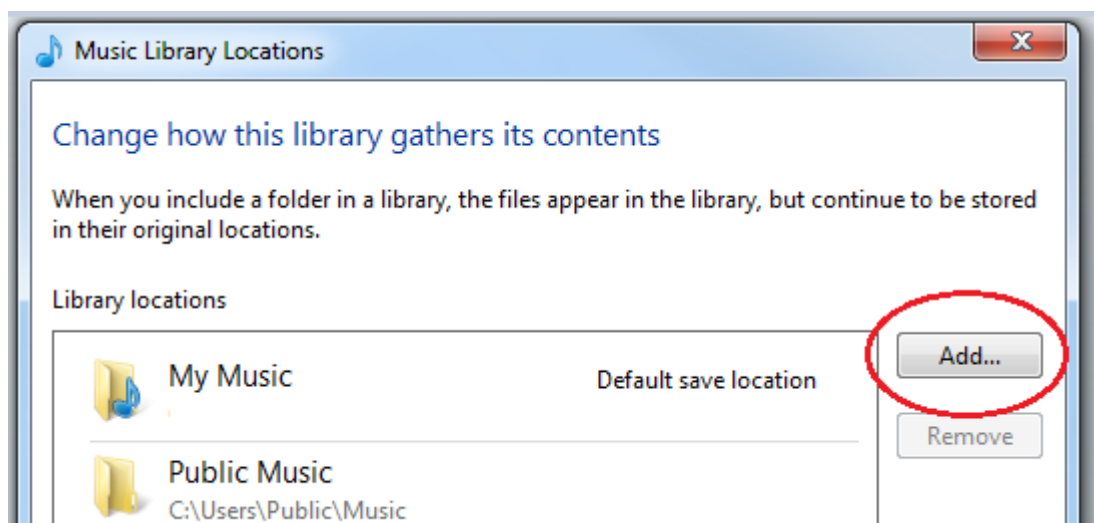 Music Library Locations
Change how this library gathers its contents
When you include a folder in a library, the files appear in the library, but continue to be stored
in their original locations.
Library locations
My Music
Default save location
Add...
Remove
Public Music
C:\Users\Public\Music